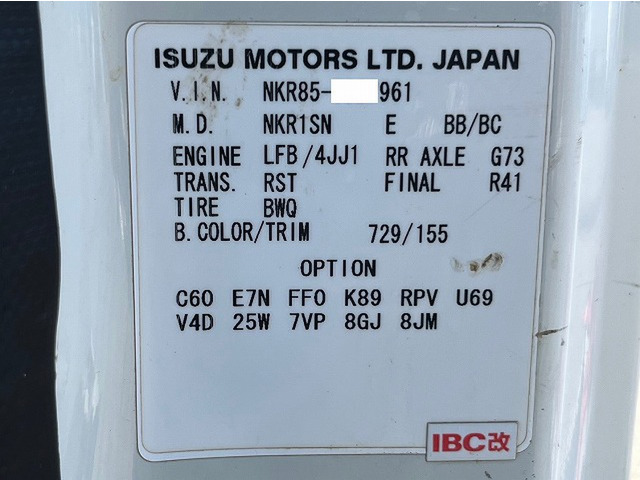 ISUZU MOTORS LTD. JAPAN
V.I.N. NKR85- 961
M.D. NKR1SN E BB/BC
ENGINE LFB/4JJ1 RR AXLE G73
TRANS. RST FINAL R41
TIRE BWQ
B.COLOR/TRIM 729/155
OPTION
C60 E7N FF0 K89 RPV U69
V4D 25W 7VP 8GJ 8JM
IBC改